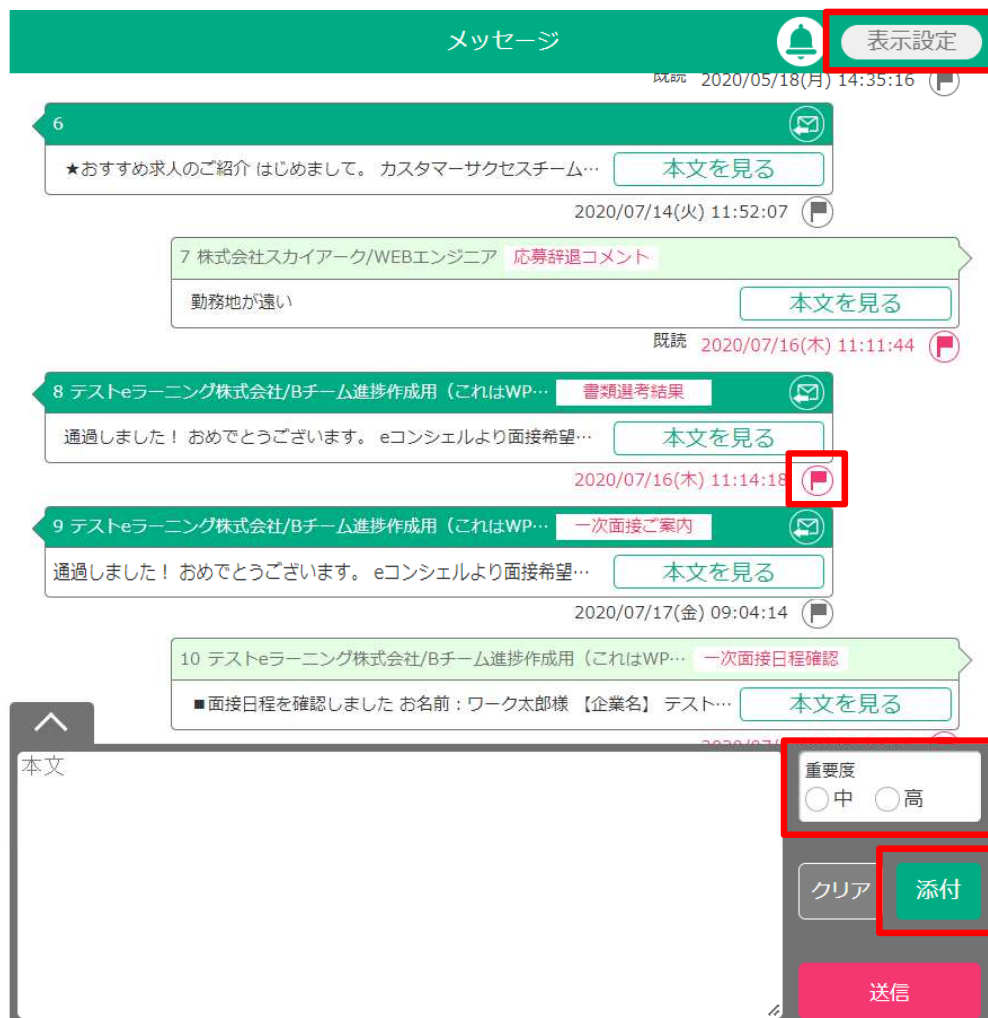 メッセージ
表示設定
既読 2020/05/18(月) 14:35:16
6
★おすすめ求人のご紹介 はじめまして。 カスタマーサクセスチーム… 本文を見る
2020/07/14(火) 11:52:07
7 株式会社スカイアーク/WEBエンジニア 応募辞退コメント
勤務地が遠い 本文を見る
既読 2020/07/16(木) 11:11:44
8 テストeラーニング株式会社/Bチーム進捗作成用（これはWP… 書類選考結果
通過しました！ おめでとうございます。 eコンシェルより面接希望… 本文を見る
2020/07/16(木) 11:14:18
9 テストeラーニング株式会社/Bチーム進捗作成用（これはWP… 一次面接ご案内
通過しました！ おめでとうございます。 eコンシェルより面接希望… 本文を見る
2020/07/17(金) 09:04:14
10 テストeラーニング株式会社/Bチーム進捗作成用（これはWP… 一次面接日程確認
■面接日程を確認しました お名前：ワーク太郎様 【企業名】 テスト… 本文を見る
本文
重要度
中 高
クリア 添付
送信